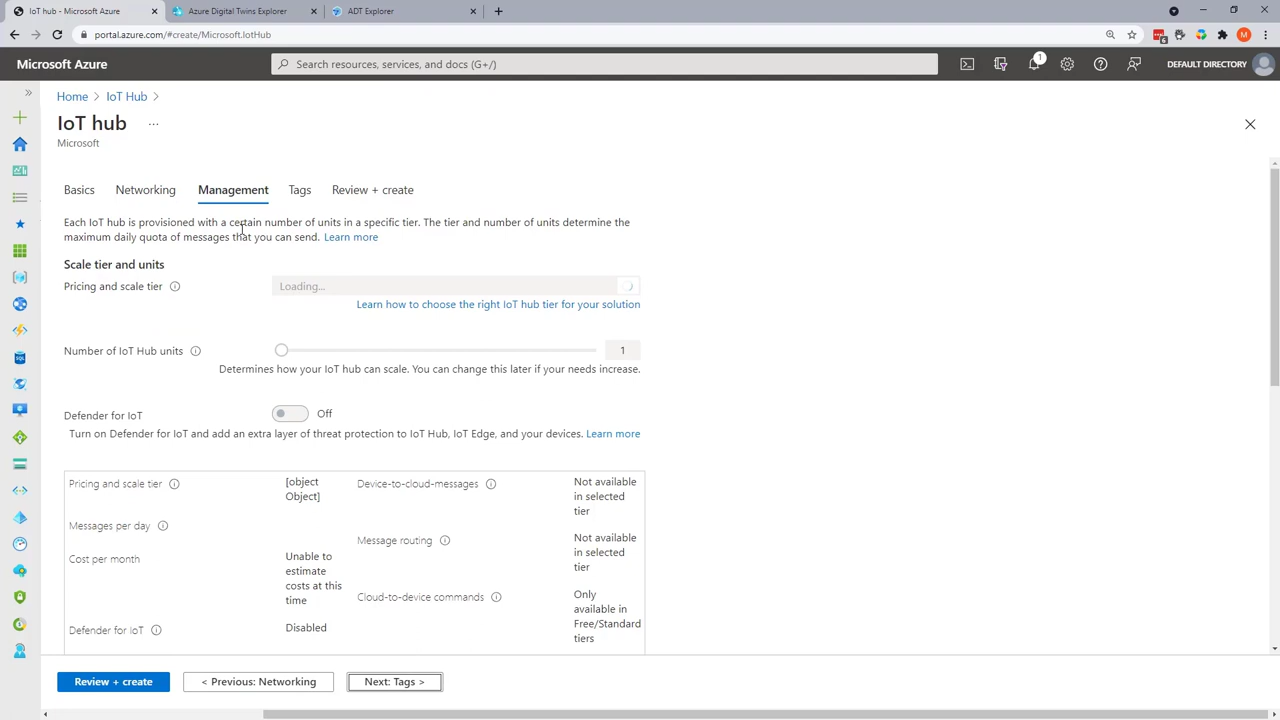 IoT hub - Microsoft Azure
Azure Digital Twins Explorer
ADT Explorer
portal.azure.com/#create/Microsoft.IotHub
6
M
Microsoft Azure
Search resources, services, and docs (G+/)
1
DEFAULT DIRECTORY
Home > IoT Hub >
IoT hub ...
Microsoft
Basics Networking Management Tags Review + create
Each IoT hub is provisioned with a certain number of units in a specific tier. The tier and number of units determine the
maximum daily quota of messages that you can send. Learn more
Scale tier and units
Pricing and scale tier
Loading...
Learn how to choose the right IoT hub tier for your solution
Number of IoT Hub units
1
Determines how your IoT hub can scale. You can change this later if your needs increase.
Defender for IoT
Off
Turn on Defender for IoT and add an extra layer of threat protection to IoT Hub, IoT Edge, and your devices. Learn more
Pricing and scale tier
[object
Object]
Messages per day
Cost per month
Unable to
estimate
costs at this
time
Defender for IoT
Disabled
Device-to-cloud-messages
Not available
in selected
tier
Message routing
Not available
in selected
tier
Cloud-to-device commands
Only
available in
Free/Standard
tiers
Review + create
< Previous: Networking
Next: Tags >